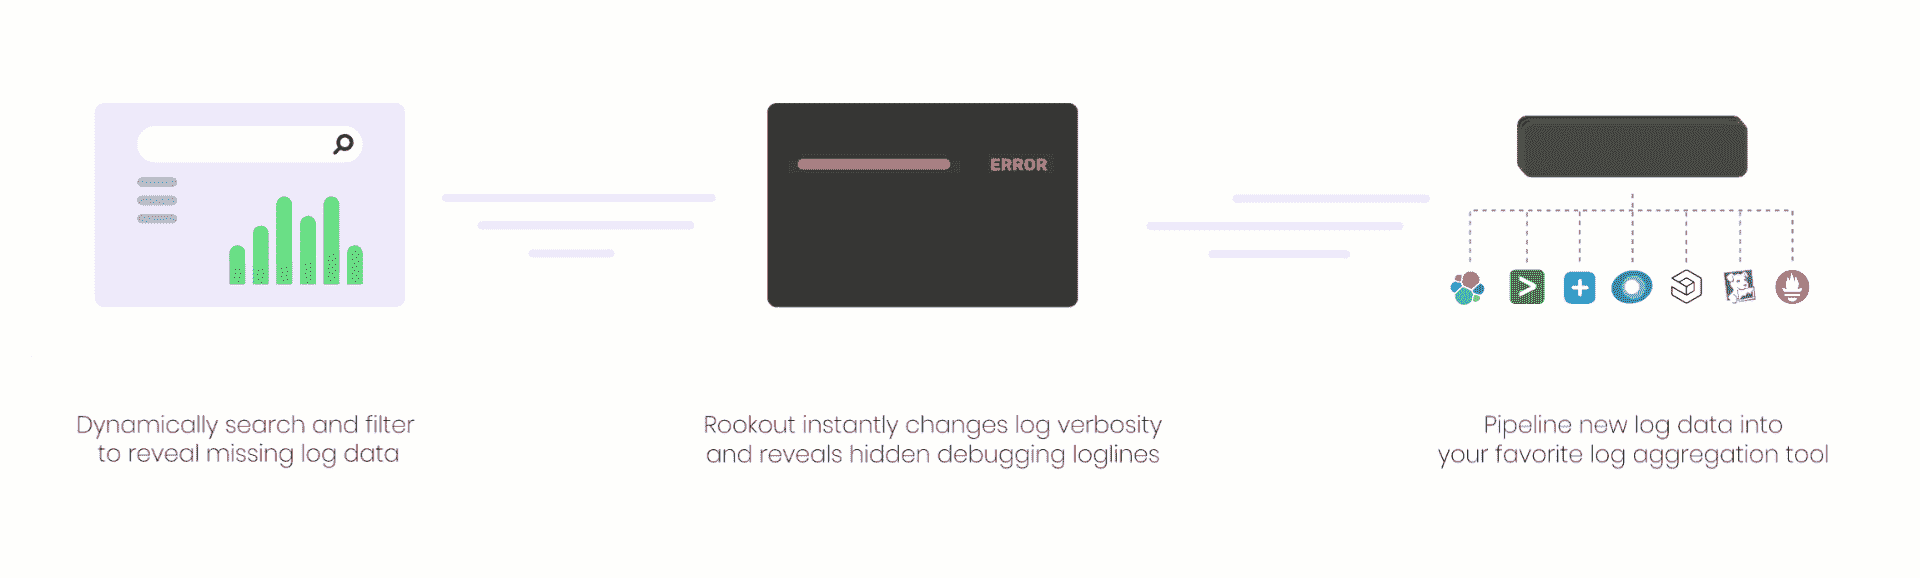 ERROR
Dynamically search and filter
to reveal missing log data
Rookout instantly changes log verbosity
and reveals hidden debugging loglines
Pipeline new log data into
your favorite log aggregation tool